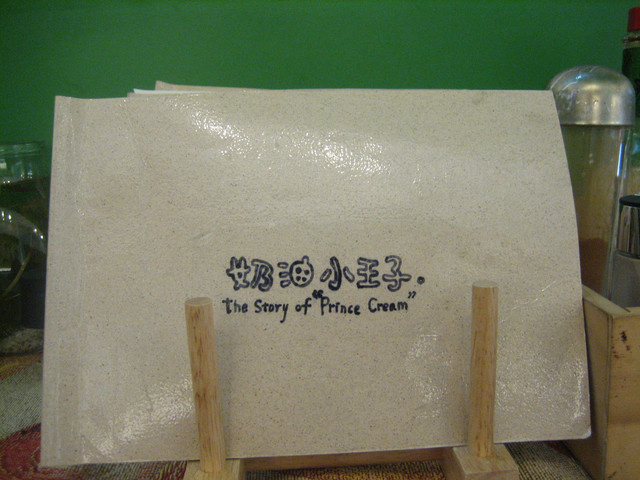 奶油小王子.
the Story of "Prince Cream"